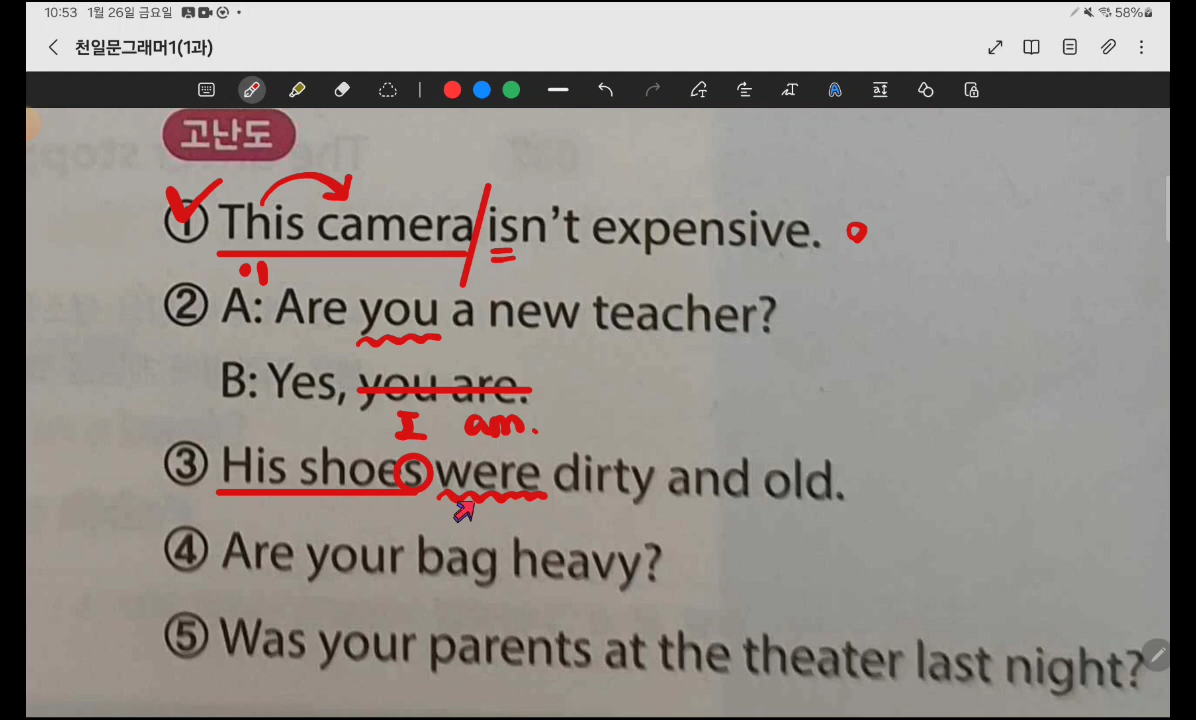 10:53 1월 26일 금요일 58%
천일문그래머1(1과)
고난도
① This camera isn't expensive.
② A: Are you a new teacher?
B: Yes, you are.
I am.
③ His shoes were dirty and old.
④ Are your bag heavy?
⑤ Was your parents at the theater last night?